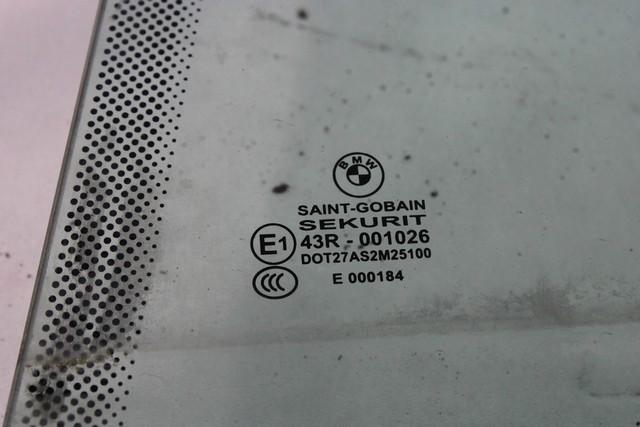 BMW
SAINT-GOBAIN
SEKURIT
E1 43R - 001026
DOT27AS2M25100
CCC E 000184